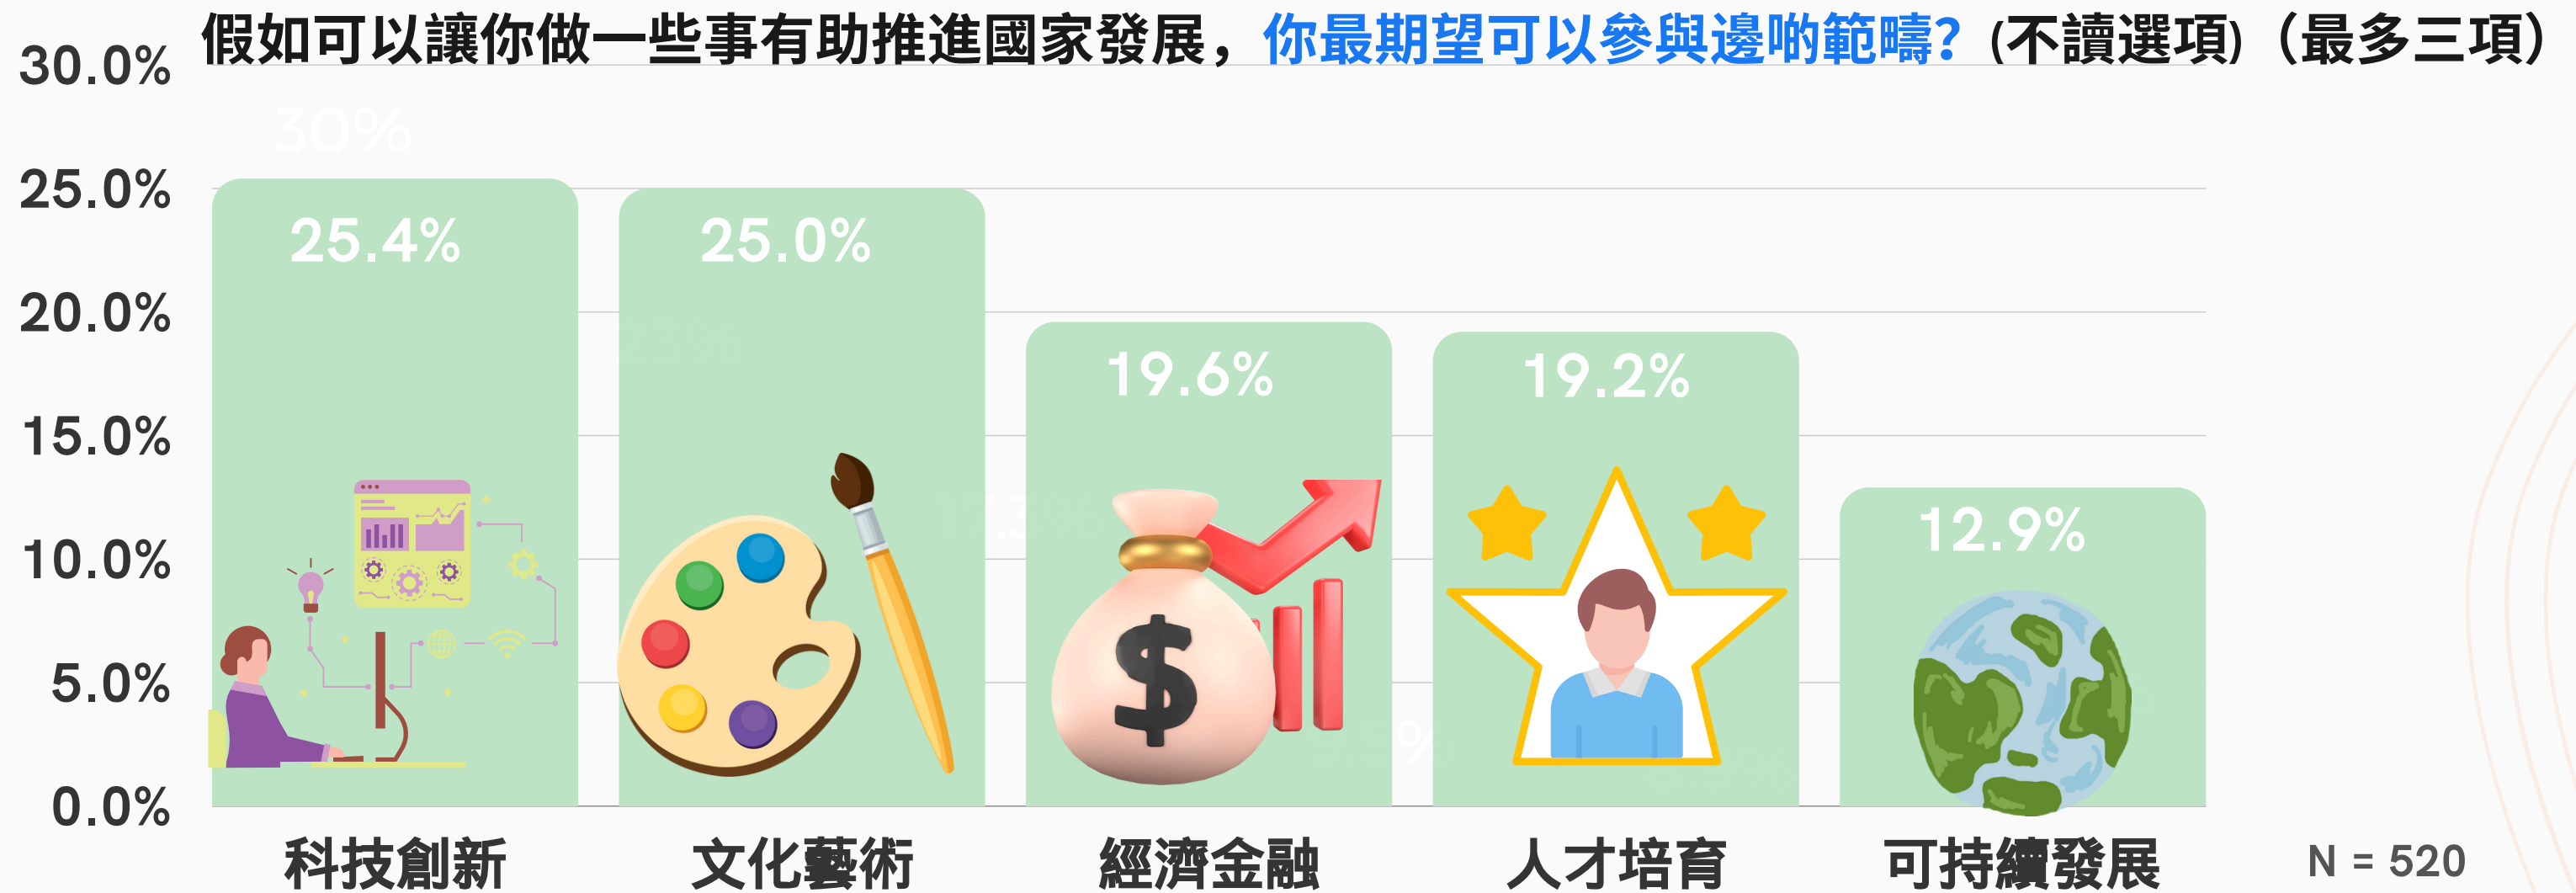 假如可以讓你做一些事有助推進國家發展，你最期望可以參與邊啲範疇？(不讀選項)（最多三項）
30.0%
30%
25.0%
25.4%
25.0%
20.0%
19.6%
19.2%
15.0%
12.9%
10.0%
5.0%
0.0%
科技創新
文化藝術
經濟金融
人才培育
可持續發展
N = 520